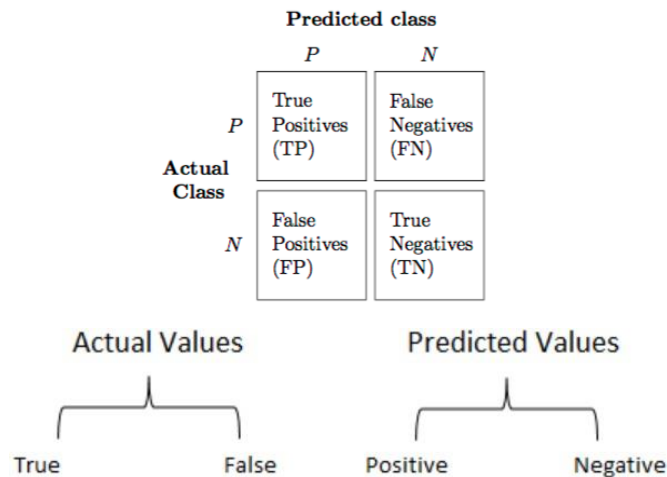 Predicted class
P N
True
Positives
(TP)
False
Negatives
(FN)
P
Actual
Class
False
Positives
(FP)
True
Negatives
(TN)
N
Actual Values
Predicted Values
True
False
Positive
Negative